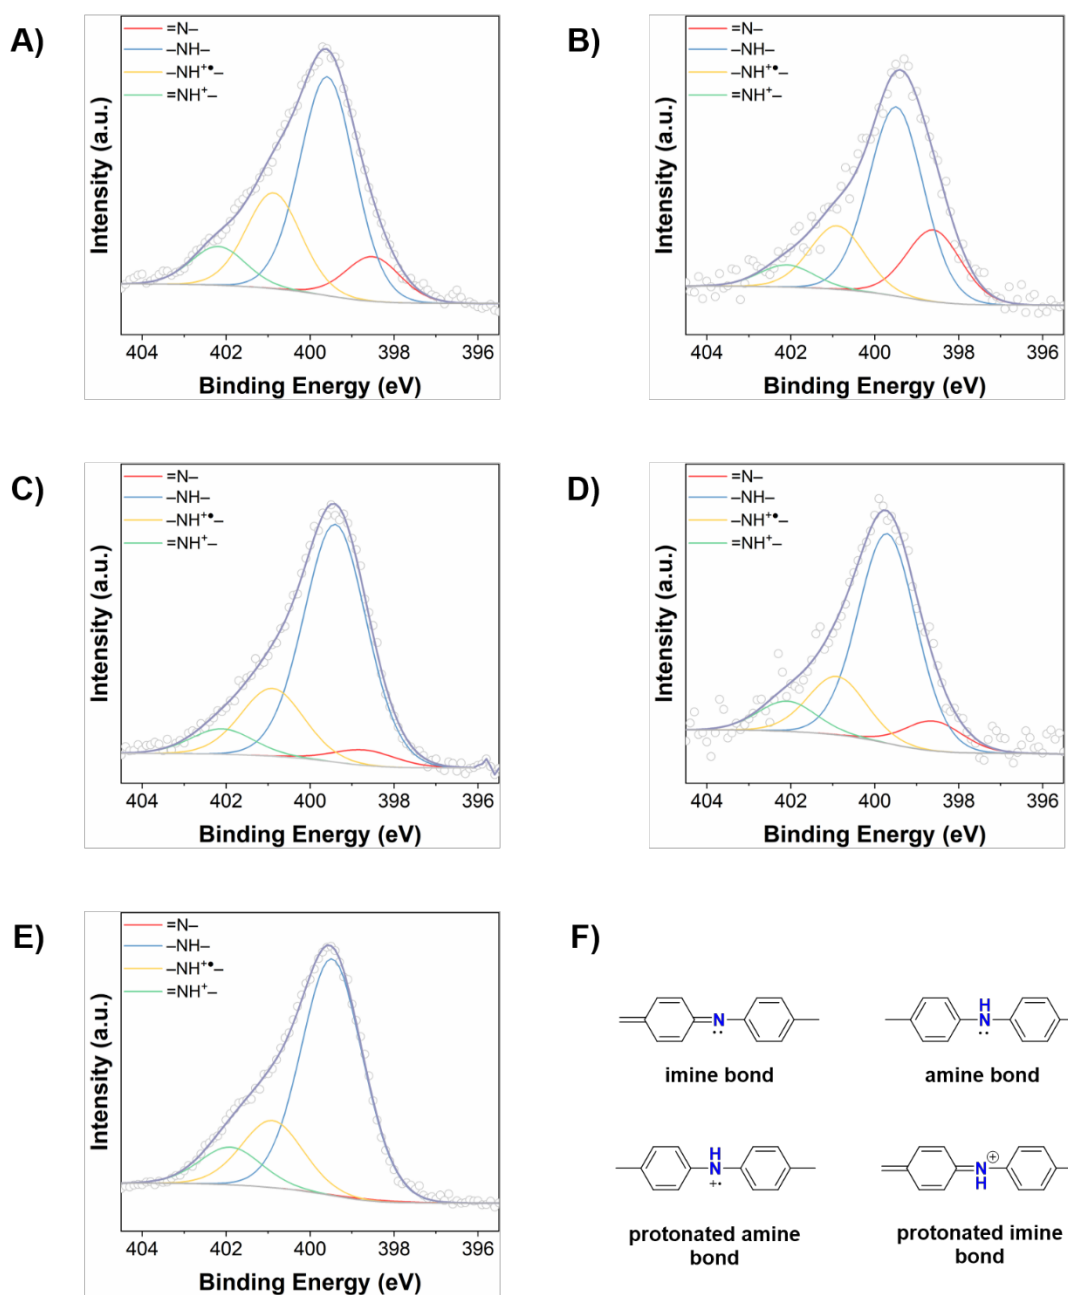 A)
=N–
–NH–
–NH⁺•–
=NH⁺–
Intensity (a.u.)
404 402 400 398 396
Binding Energy (eV)
B)
=N–
–NH–
–NH⁺•–
=NH⁺–
Intensity (a.u.)
404 402 400 398 396
Binding Energy (eV)
C)
=N–
–NH–
–NH⁺•–
=NH⁺–
Intensity (a.u.)
404 402 400 398 396
Binding Energy (eV)
D)
=N–
–NH–
–NH⁺•–
=NH⁺–
Intensity (a.u.)
404 402 400 398 396
Binding Energy (eV)
E)
=N–
–NH–
–NH⁺•–
=NH⁺–
Intensity (a.u.)
404 402 400 398 396
Binding Energy (eV)
F)
N
imine bond
H
N
amine bond
H
N
+•
protonated amine
bond
N
⊕
H
protonated imine
bond